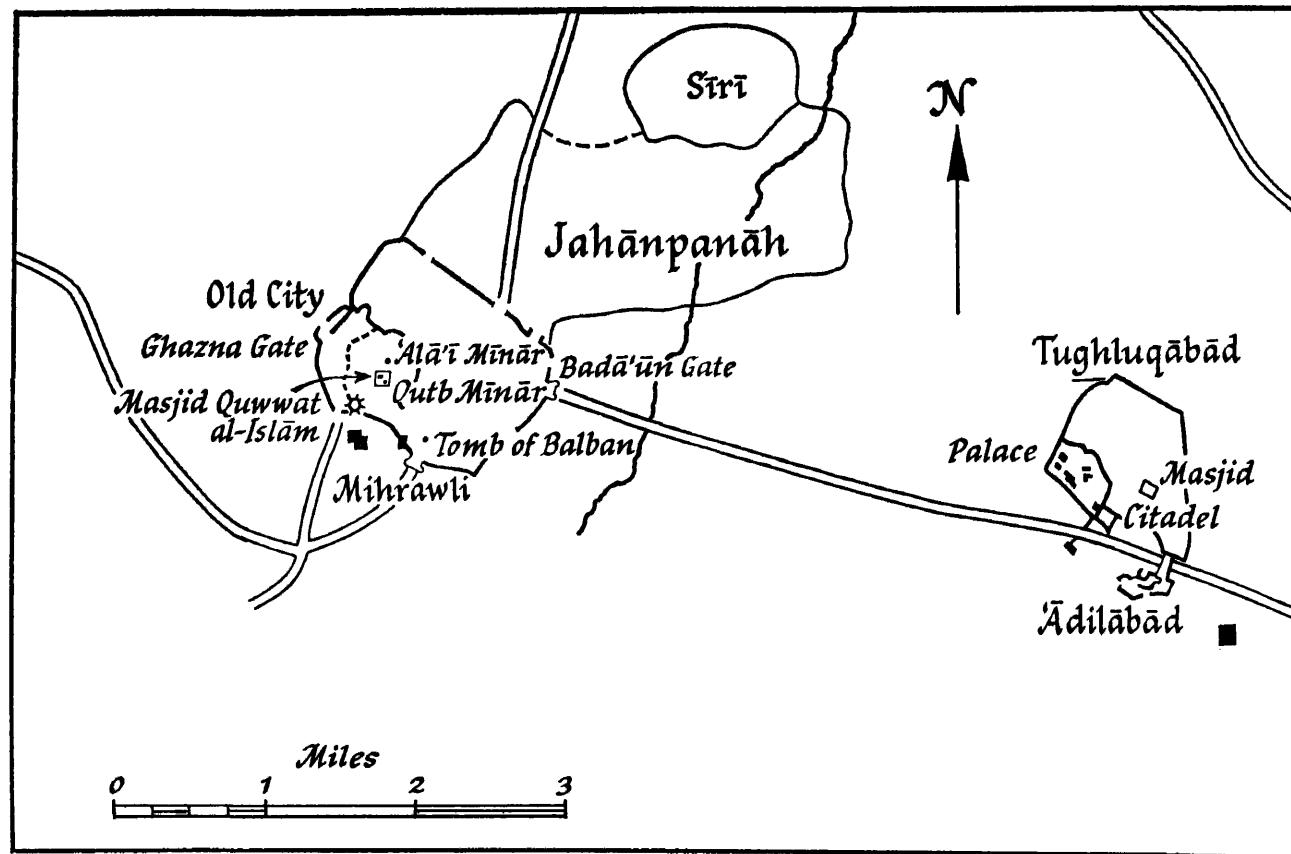 Sīrī
N
Jahānpanāh
Old City
Ghazna Gate
Alā'ī Mīnār
Badā'ūn Gate
Tughluqābād
Masjid Quwwat
al-Islām
Qutb Mīnār
Tomb of Balban
Mihrawli
Palace
Masjid
Citadel
'Ādilābād
Miles
0 1 2 3